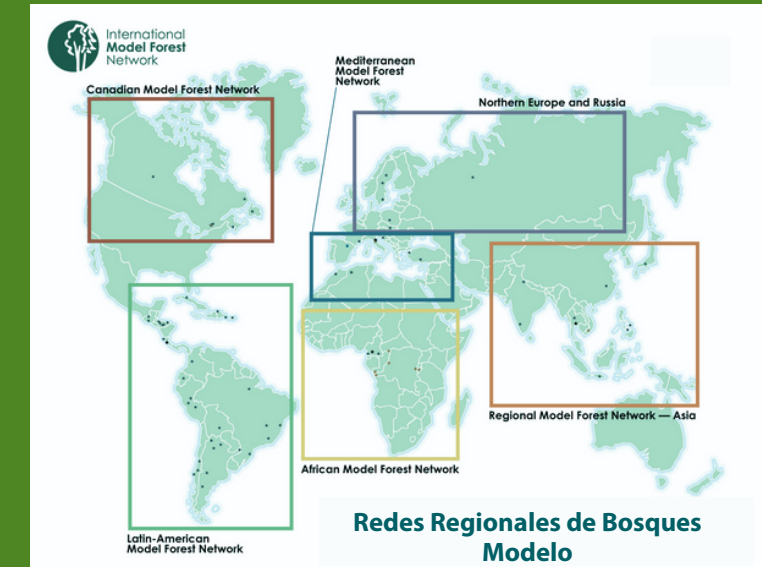 International
Model Forest
Network
Mediterranean
Model Forest
Network
Canadian Model Forest Network
Northern Europe and Russia
Regional Model Forest Network — Asia
African Model Forest Network
Latin-American
Model Forest Network
Redes Regionales de Bosques
Modelo